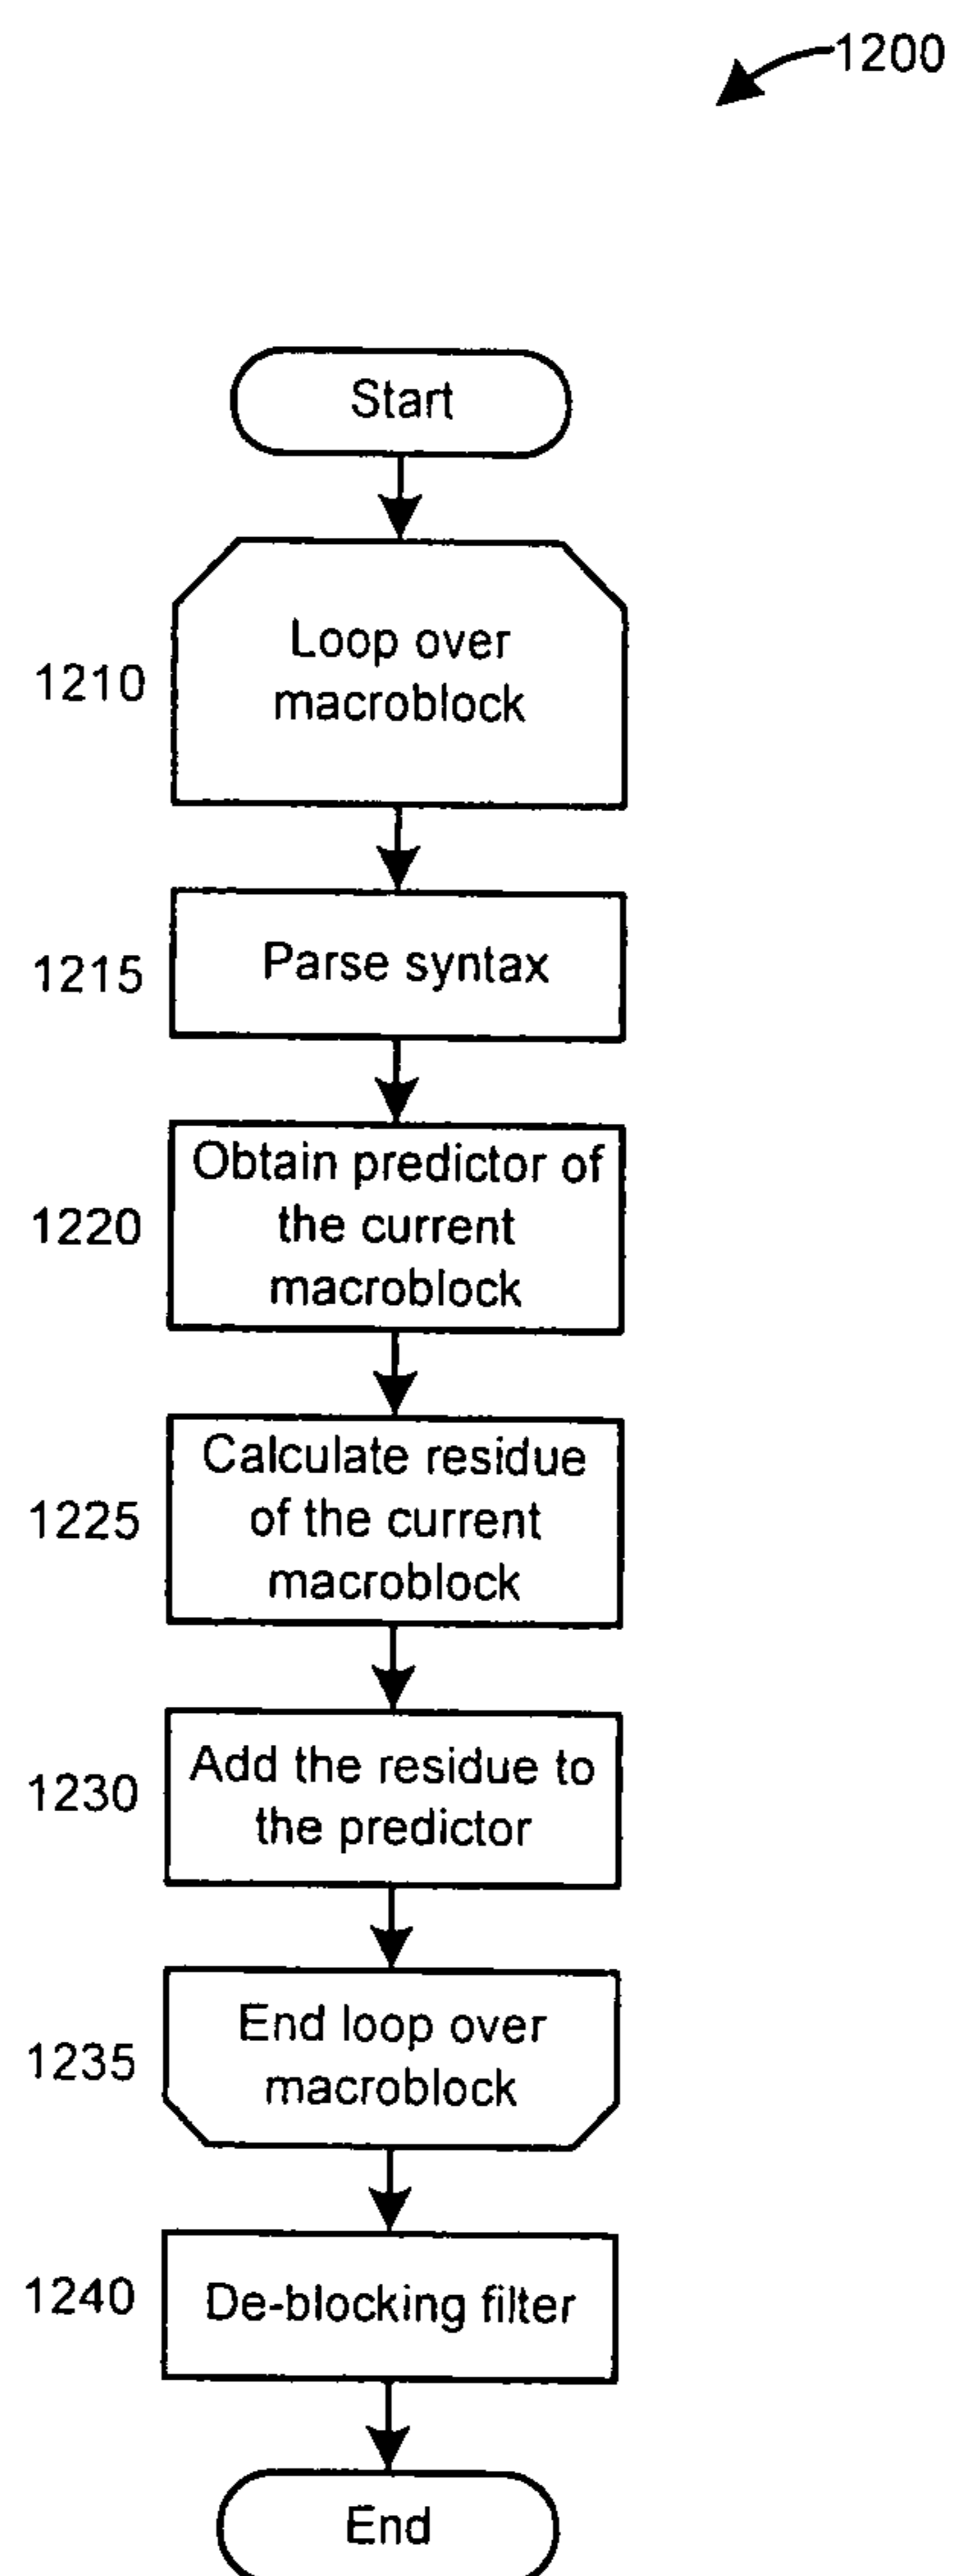 1200
Start
1210
Loop over
macroblock
1215
Parse syntax
1220
Obtain predictor of
the current
macroblock
1225
Calculate residue
of the current
macroblock
1230
Add the residue to
the predictor
1235
End loop over
macroblock
1240
De-blocking filter
End